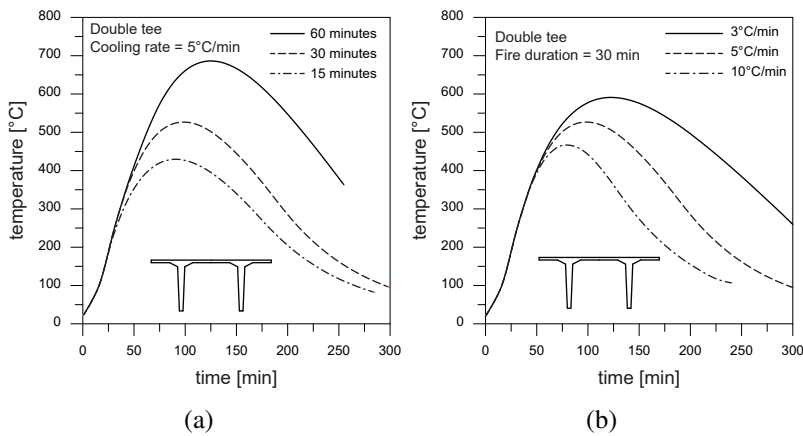 Double tee
Cooling rate = 5°C/min
60 minutes
30 minutes
15 minutes
temperature [°C]
800
700
600
500
400
300
200
100
0
0 50 100 150 200 250 300
time [min]
(a)
Double tee
Fire duration = 30 min
3°C/min
5°C/min
10°C/min
temperature [°C]
800
700
600
500
400
300
200
100
0
0 50 100 150 200 250 300
time [min]
(b)